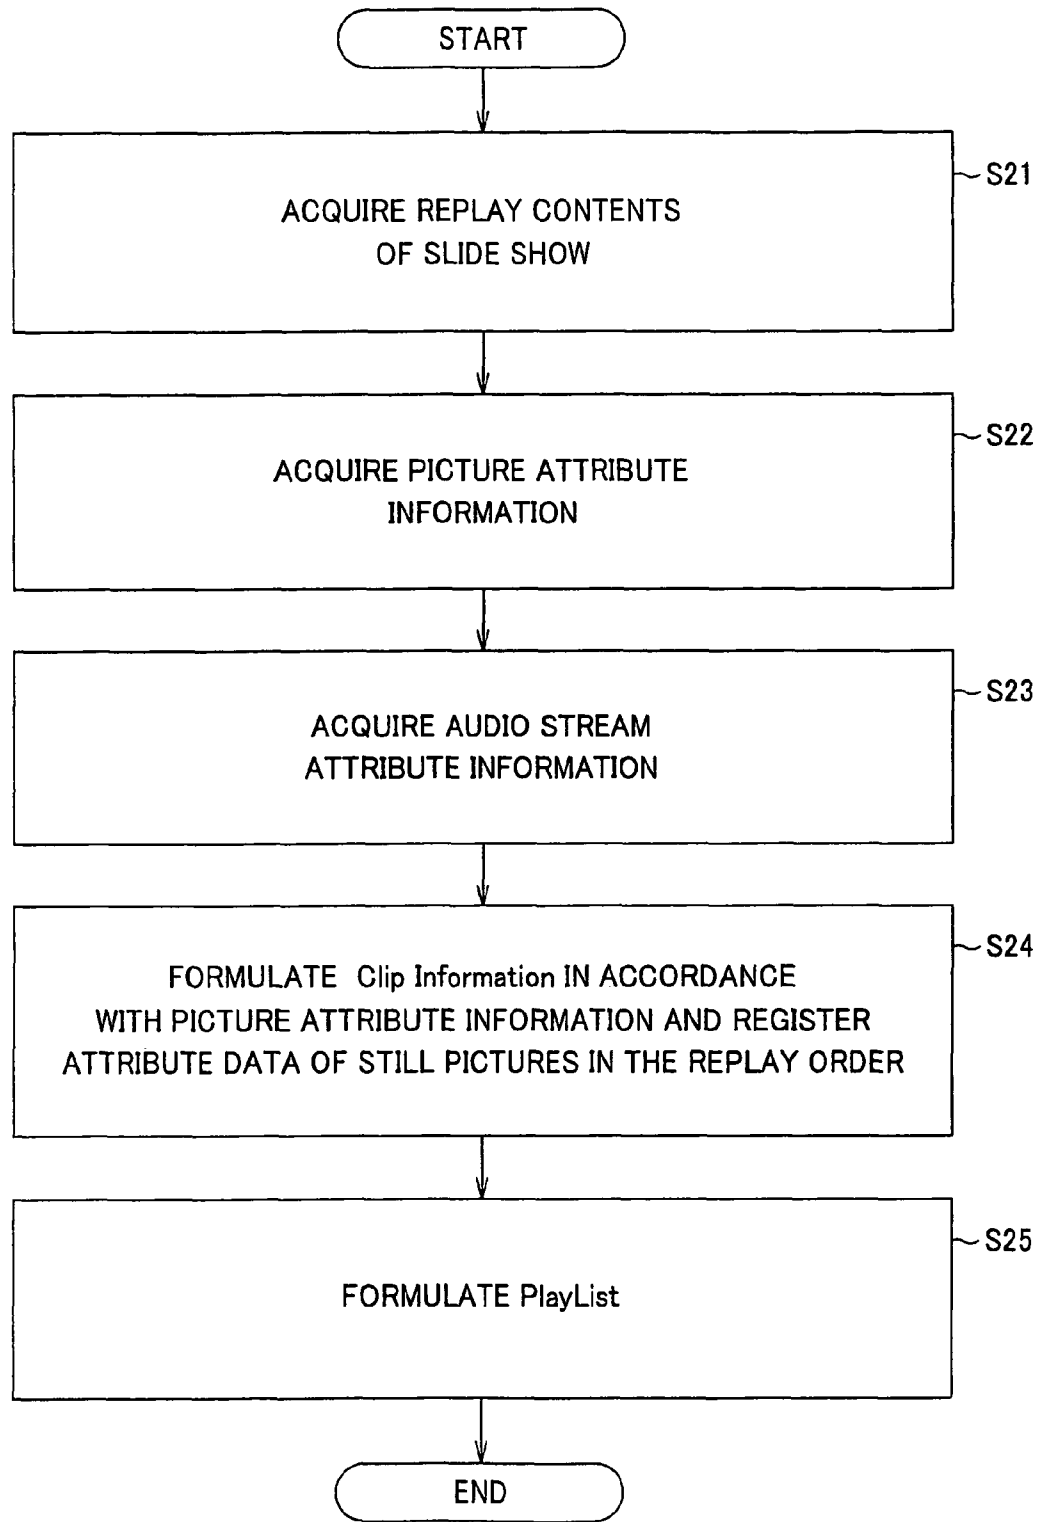 START
S21
ACQUIRE REPLAY CONTENTS
OF SLIDE SHOW
S22
ACQUIRE PICTURE ATTRIBUTE
INFORMATION
S23
ACQUIRE AUDIO STREAM
ATTRIBUTE INFORMATION
S24
FORMULATE Clip Information IN ACCORDANCE
WITH PICTURE ATTRIBUTE INFORMATION AND REGISTER
ATTRIBUTE DATA OF STILL PICTURES IN THE REPLAY ORDER
S25
FORMULATE PlayList
END